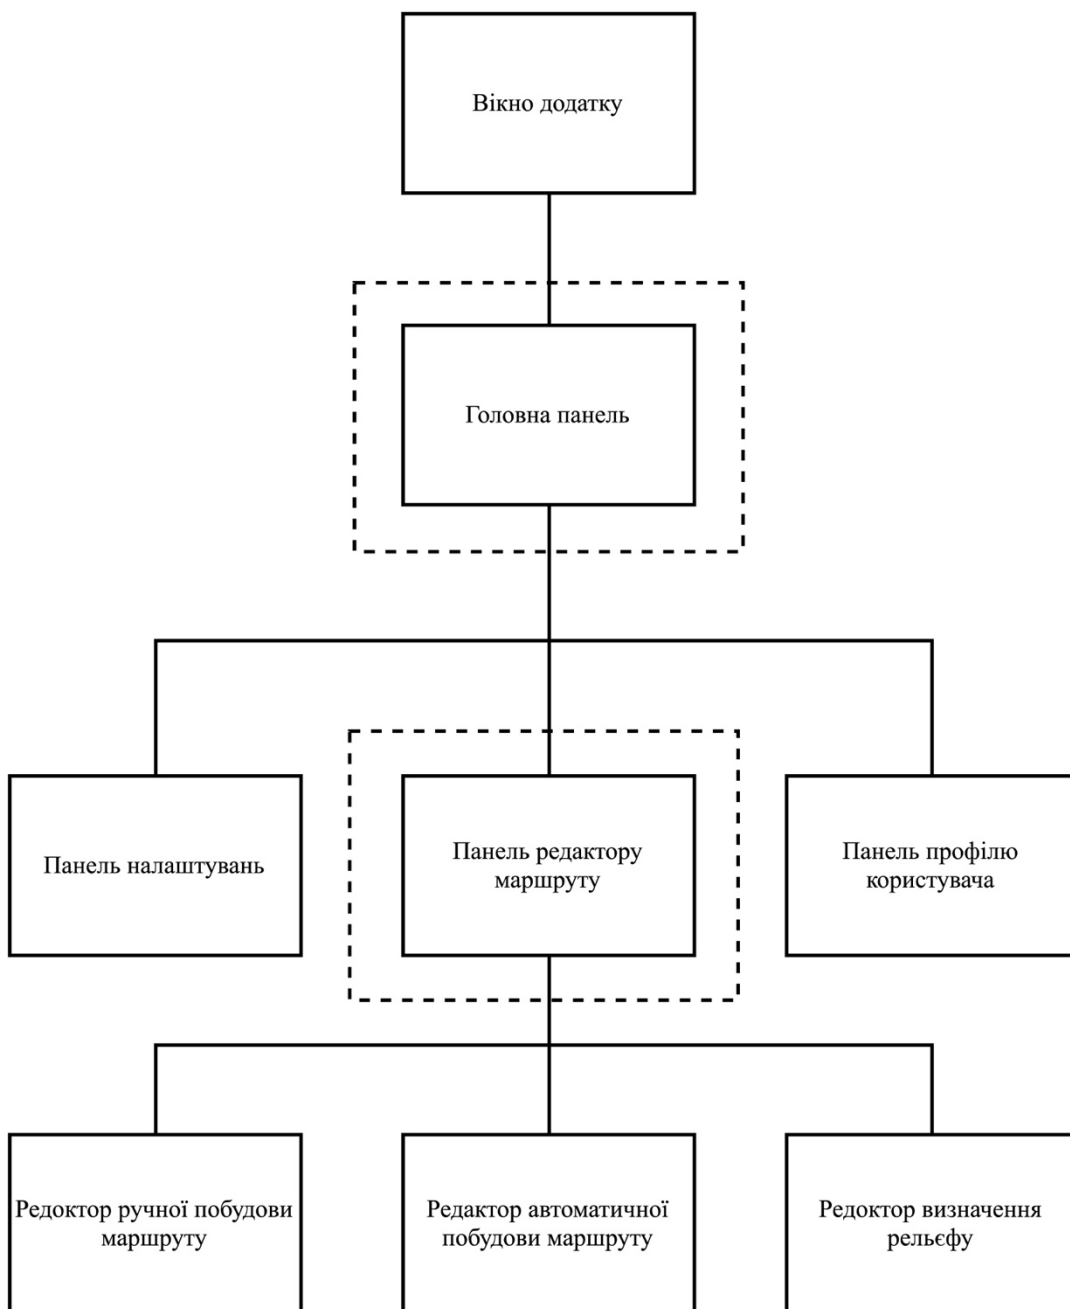 Вікно додатку
Головна панель
Панель налаштувань
Панель редактору
маршруту
Панель профілю
користувача
Редоктор ручної побудови
маршруту
Редактор автоматичної
побудови маршруту
Редоктор визначення
рельєфу